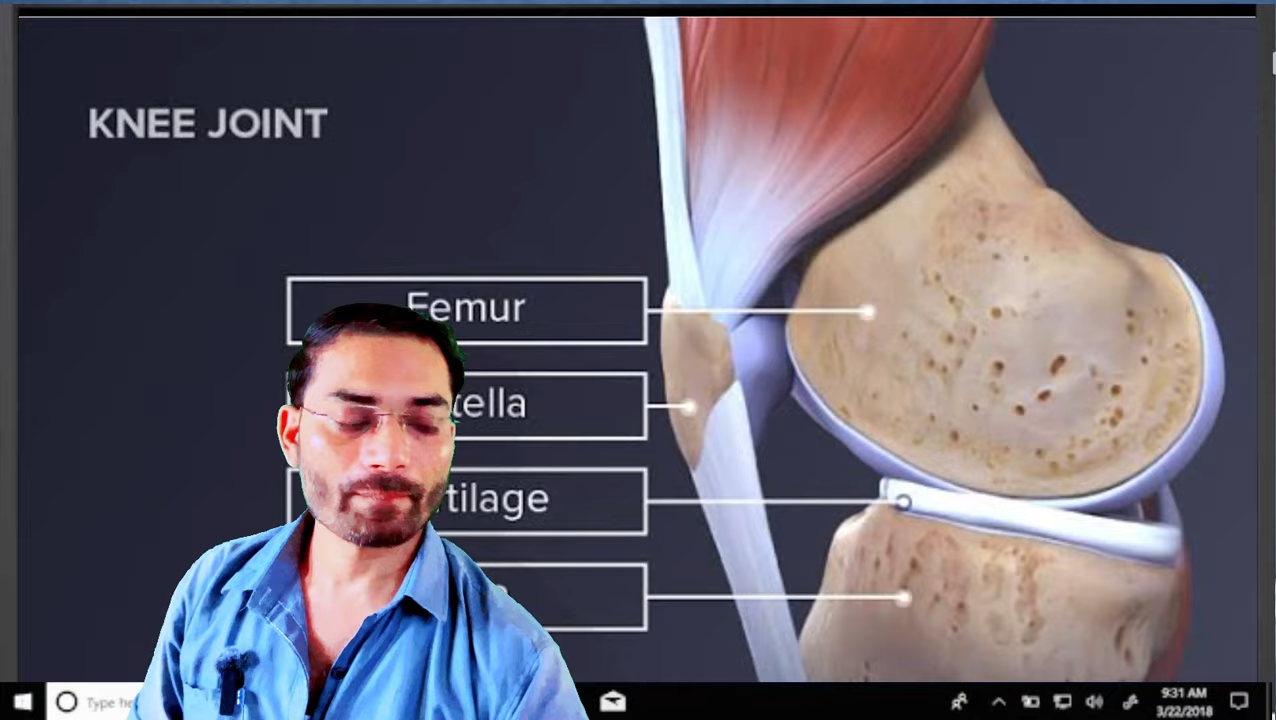 KNEE JOINT
Femur
tella
tilage
Type he
9:31 AM
3/22/2018